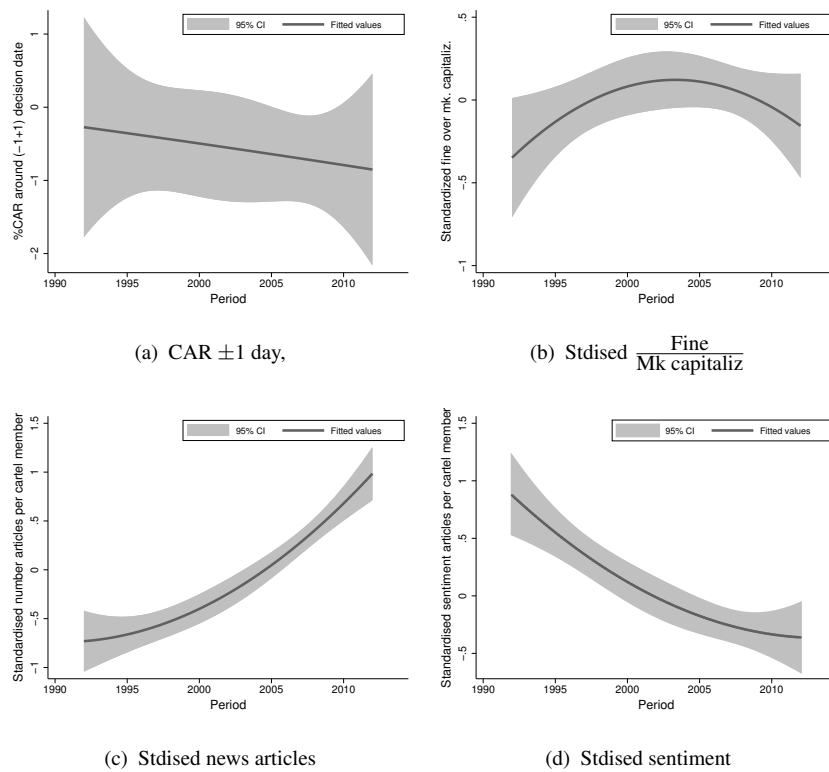 95% CI Fitted values
%CAR around (−1+1) decision date
1
0
−1
−2
1990 1995 2000 2005 2010
Period
(a) CAR ±1 day,
95% CI Fitted values
Standardized fine over mk. capitaliz.
.5
0
−.5
−1
1990 1995 2000 2005 2010
Period
(b) Stdised Fine
Mk capitaliz
95% CI Fitted values
Standardised number articles per cartel member
1.5
1
.5
0
−.5
−1
1990 1995 2000 2005 2010
Period
(c) Stdised news articles
95% CI Fitted values
Standardised sentiment articles per cartel member
1.5
1
.5
0
−.5
1990 1995 2000 2005 2010
Period
(d) Stdised sentiment